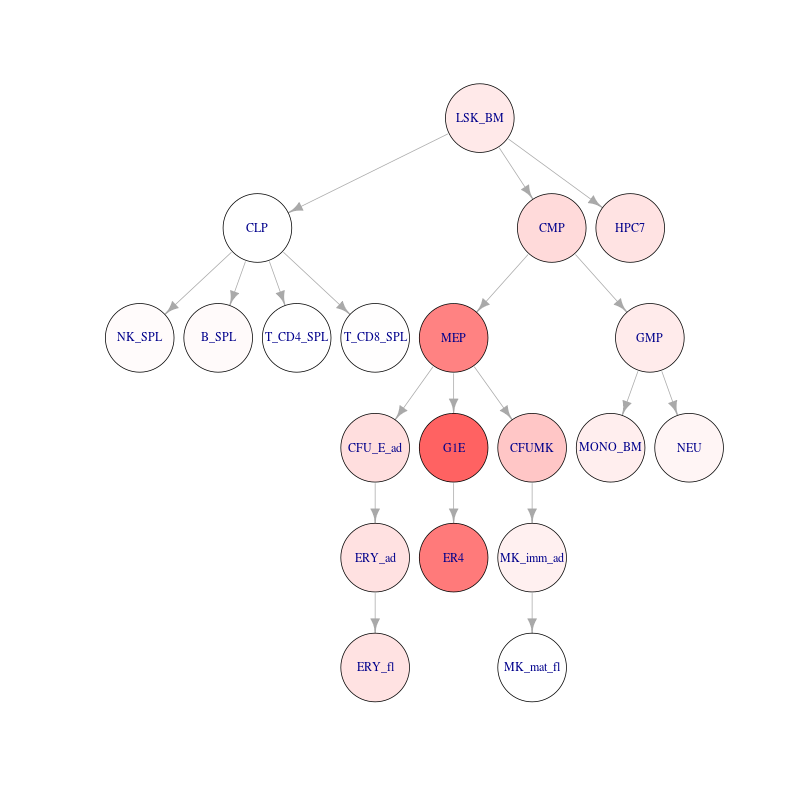 LSK_BM
CLP
CMP
HPC7
NK_SPL
B_SPL
T_CD4_SPL
T_CD8_SPL
MEP
GMP
CFU_E_ad
G1E
CFUMK
MONO_BM
NEU
ERY_ad
ER4
MK_imm_ad
ERY_fl
MK_mat_fl